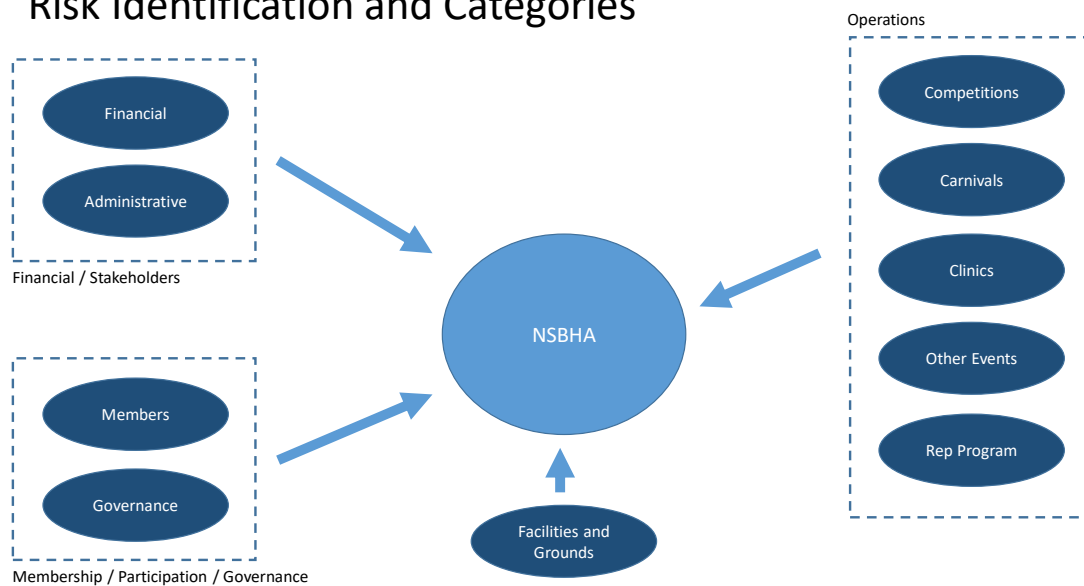 Risk Identification and Categories
Operations
Financial
Administrative
Financial / Stakeholders
Members
Governance
Membership / Participation / Governance
NSBHA
Facilities and
Grounds
Competitions
Carnivals
Clinics
Other Events
Rep Program